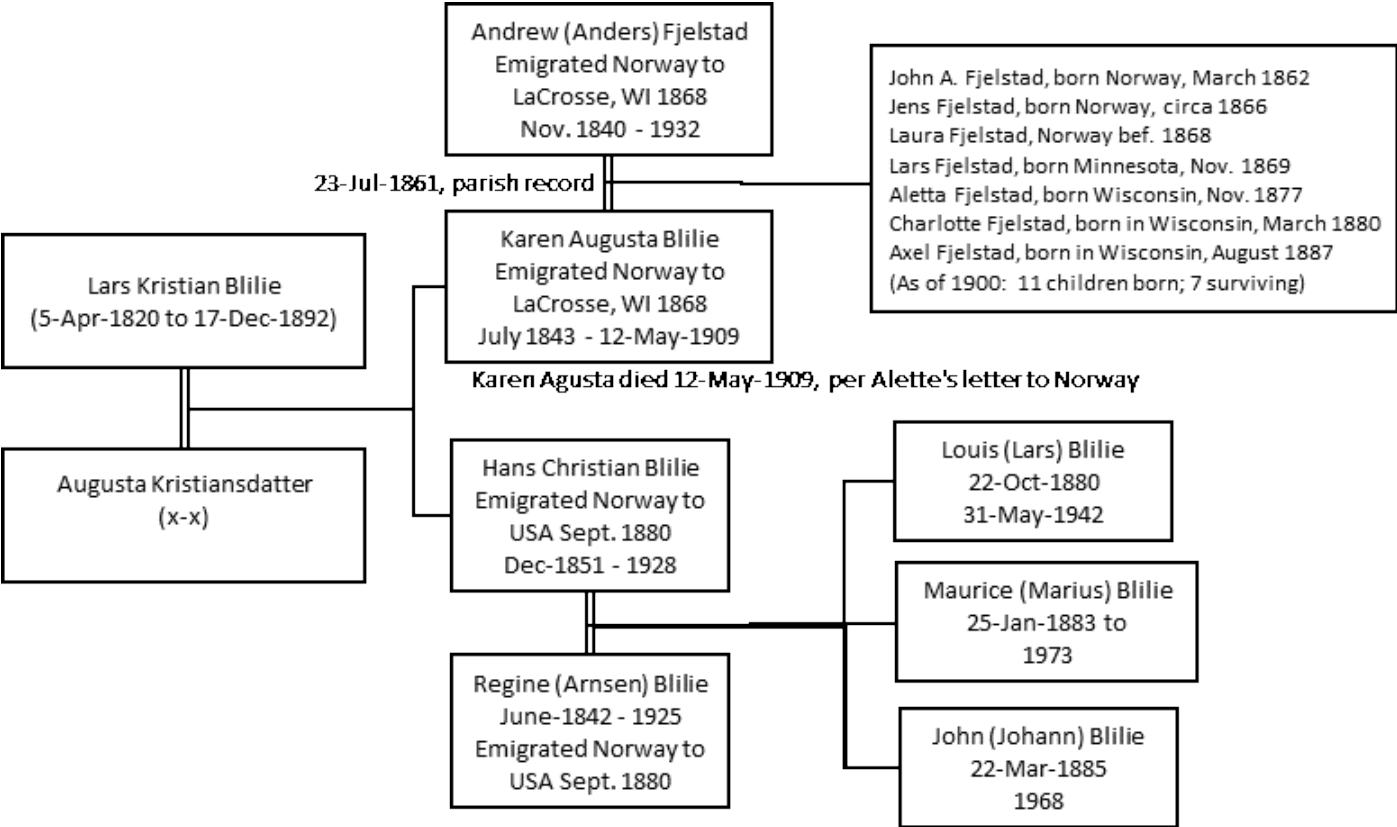 Andrew (Anders) Fjelstad
Emigrated Norway to
LaCrosse, WI 1868
Nov. 1840 - 1932
John A. Fjelstad, born Norway, March 1862
Jens Fjelstad, born Norway, circa 1866
Laura Fjelstad, Norway bef. 1868
Lars Fjelstad, born Minnesota, Nov. 1869
Aletta Fjelstad, born Wisconsin, Nov. 1877
Charlotte Fjelstad, born in Wisconsin, March 1880
Axel Fjelstad, born in Wisconsin, August 1887
(As of 1900: 11 children born; 7 surviving)
23-Jul-1861, parish record
Karen Augusta Blilie
Emigrated Norway to
LaCrosse, WI 1868
July 1843 - 12-May-1909
Lars Kristian Blilie
(5-Apr-1820 to 17-Dec-1892)
Karen Agusta died 12-May-1909, per Alette's letter to Norway
Augusta Kristiansdatter
(x-x)
Hans Christian Blilie
Emigrated Norway to
USA Sept. 1880
Dec-1851 - 1928
Louis (Lars) Blilie
22-Oct-1880
31-May-1942
Maurice (Marius) Blilie
25-Jan-1883 to
1973
Regine (Arnsen) Blilie
June-1842 - 1925
Emigrated Norway to
USA Sept. 1880
John (Johann) Blilie
22-Mar-1885
1968